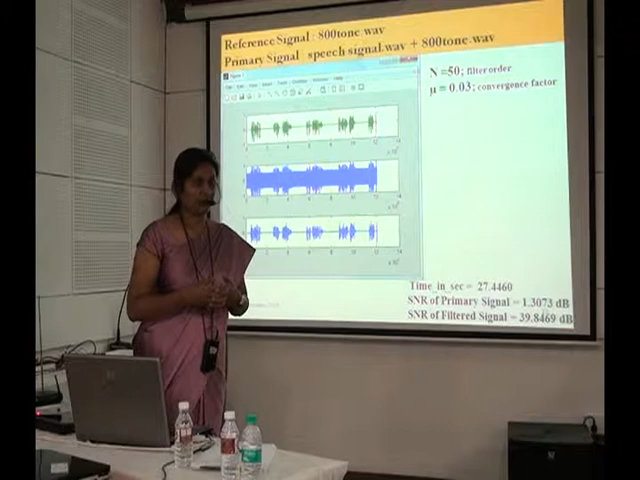 Reference Signal : 800tone.wav
Primary Signal : speech signal.wav + 800tone.wav
N =50; filter order
µ = 0.03; convergence factor
Time_in_sec = 27.4460
SNR of Primary Signal = 1.3073 dB
SNR of Filtered Signal = 39.8469 dB